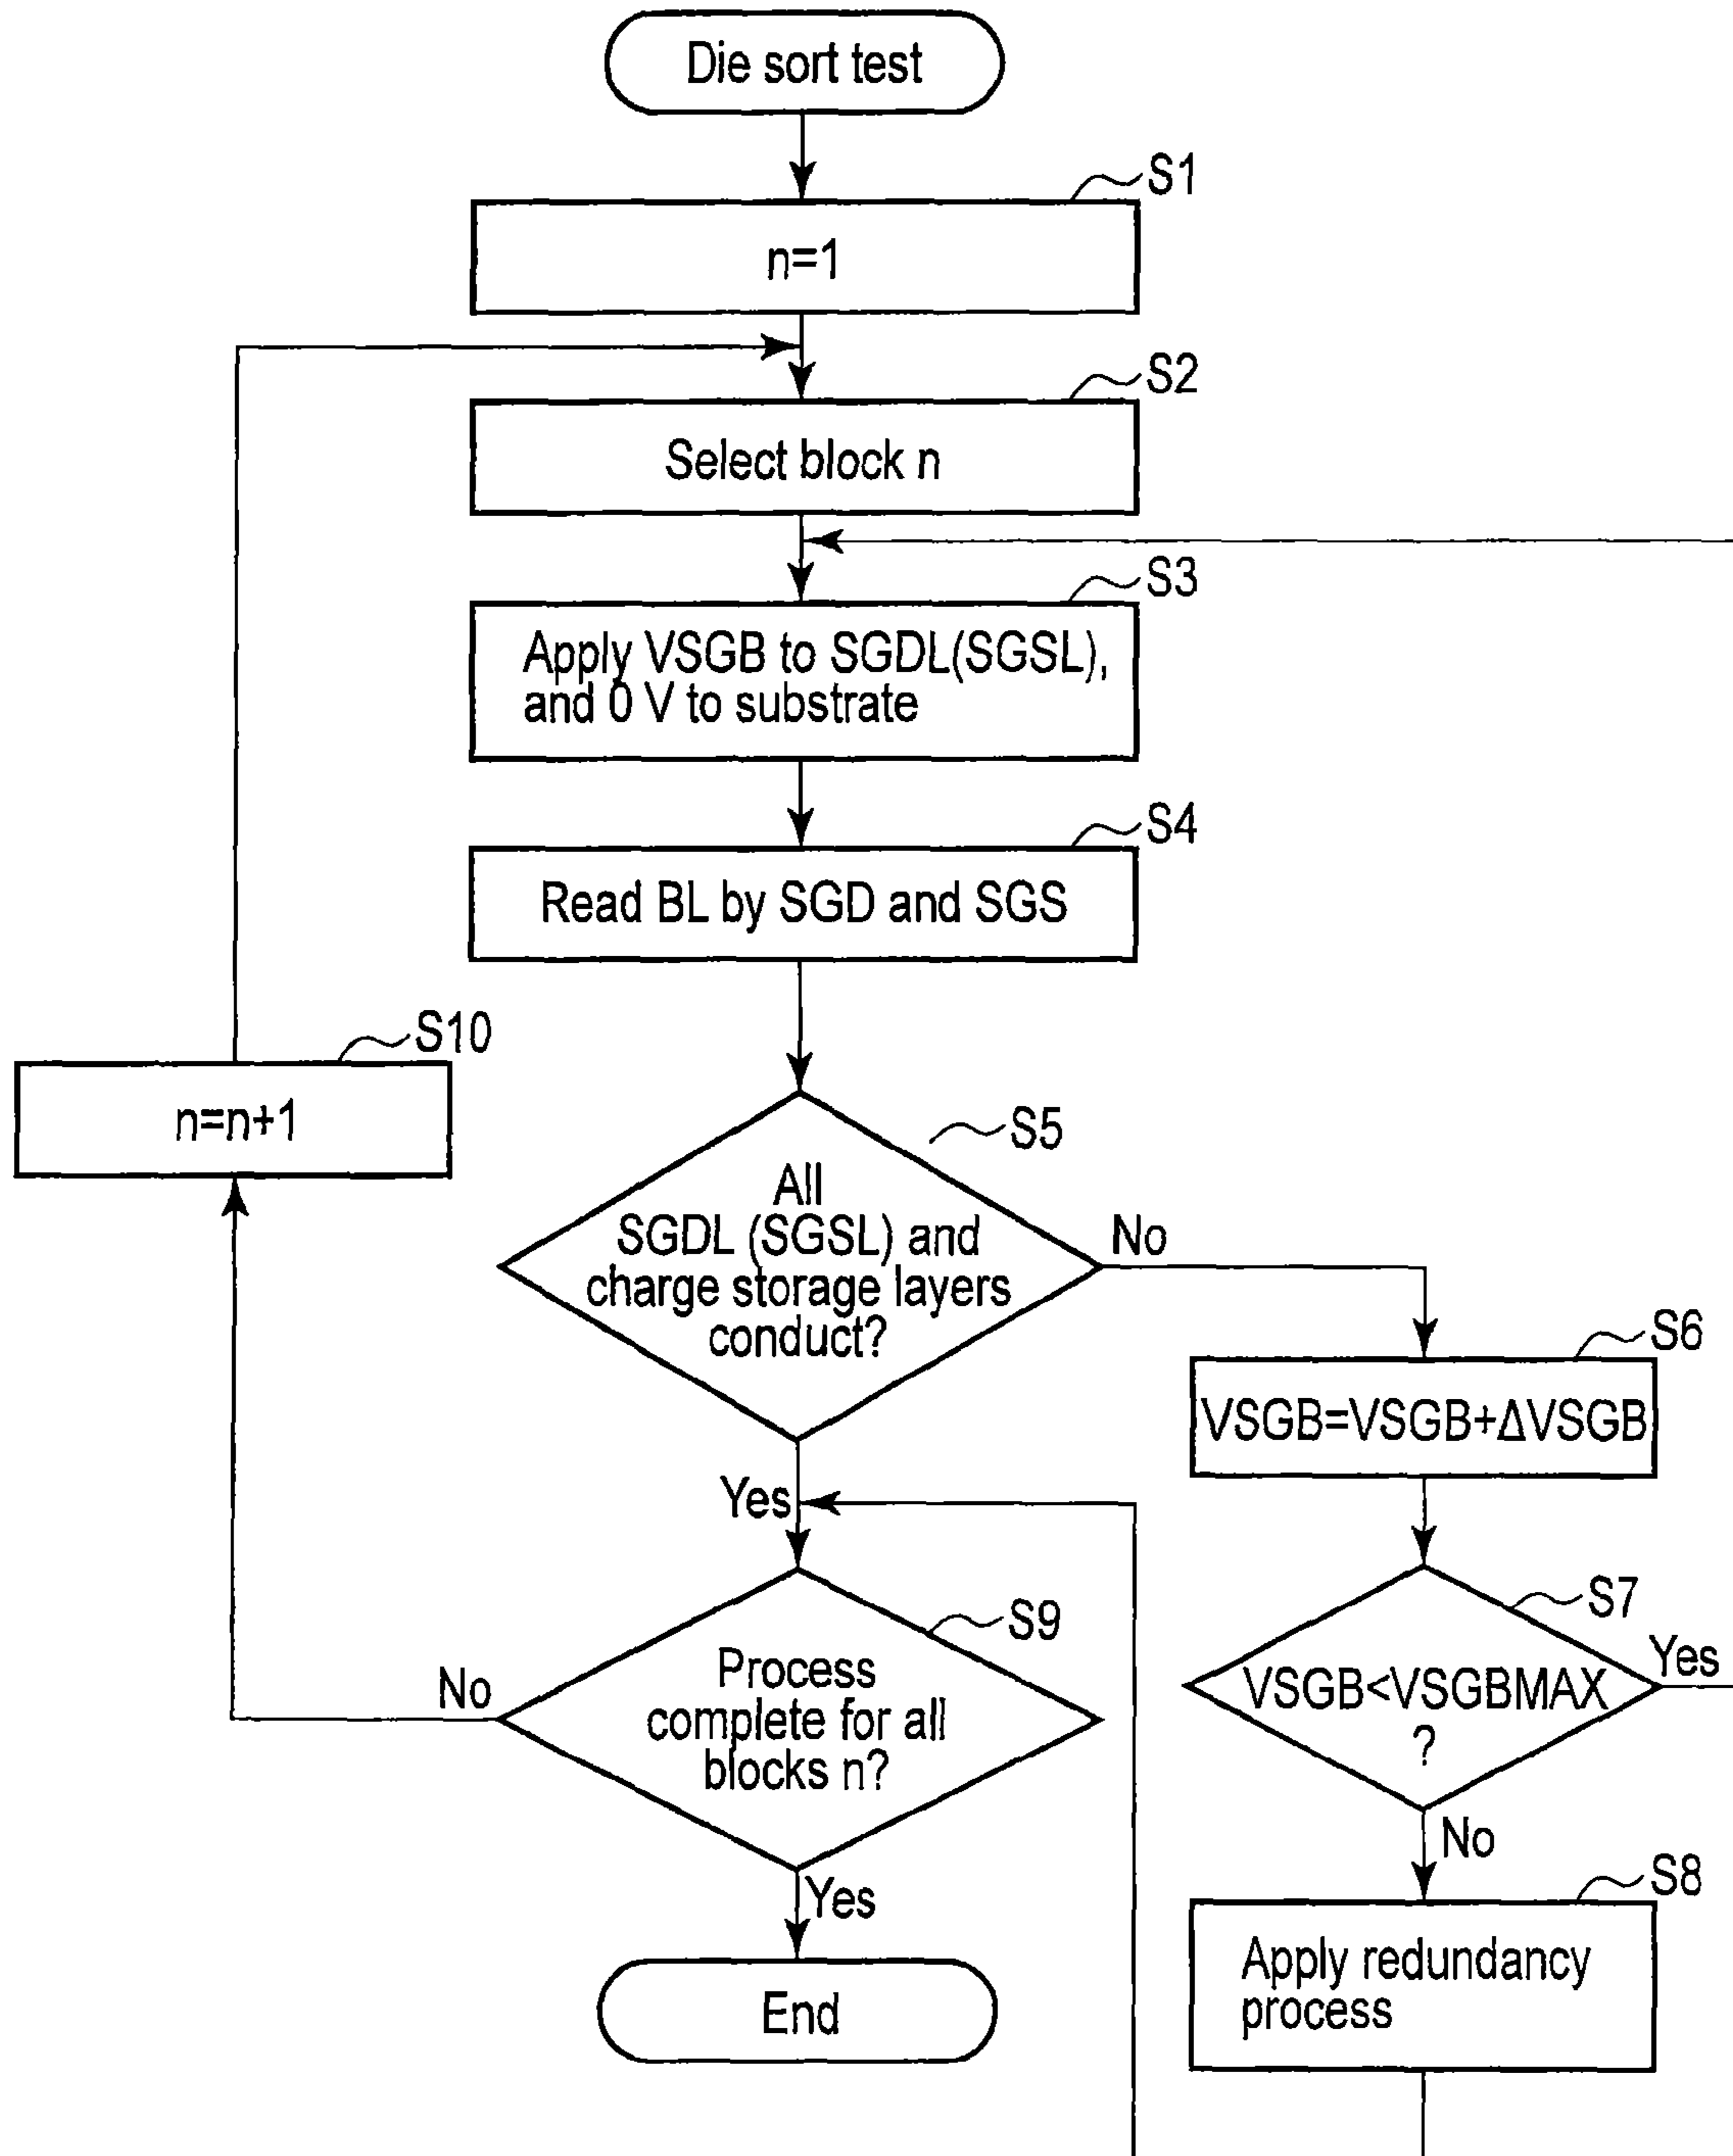 Die sort test
S1
n=1
S2
Select block n
S3
Apply VSGB to SGDL(SGSL),
and 0 V to substrate
S4
Read BL by SGD and SGS
S10
n=n+1
S5
All
SGDL (SGSL) and
charge storage layers
conduct?
No
S6
VSGB=VSGB+ΔVSGB
Yes
S7
VSGB<VSGBMAX
?
Yes
S9
Process
complete for all
blocks n?
No
No
S8
Apply redundancy
process
Yes
End